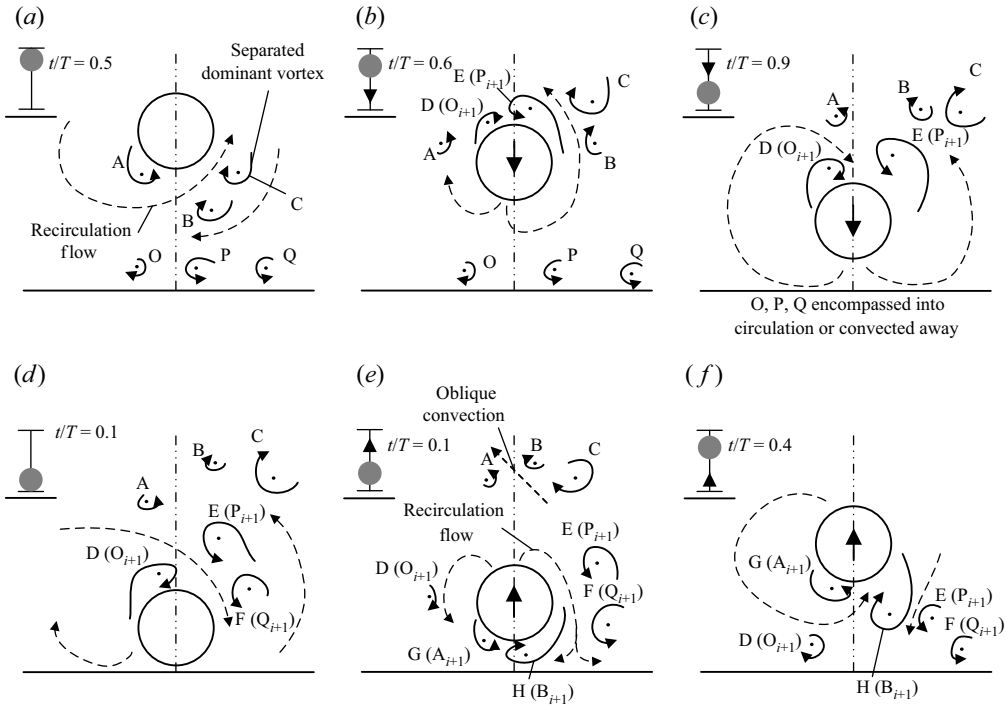 (a)
t/T = 0.5
Separated
dominant vortex
A
B
C
Recirculation
flow
O
P
Q
(b)
t/T = 0.6
E (Pi+1)
D (Oi+1)
C
A
B
O
P
Q
(c)
t/T = 0.9
A
B
C
E (Pi+1)
D (Oi+1)
O, P, Q encompassed into
circulation or convected away
(d)
t/T = 0.1
C
B
A
E (Pi+1)
D (Oi+1)
F (Qi+1)
(e)
Oblique
convection
t/T = 0.1
A
B
C
Recirculation
flow
E (Pi+1)
D (Oi+1)
F (Qi+1)
G (Ai+1)
H (Bi+1)
(f)
t/T = 0.4
G (Ai+1)
E (Pi+1)
F (Qi+1)
D (Oi+1)
H (Bi+1)